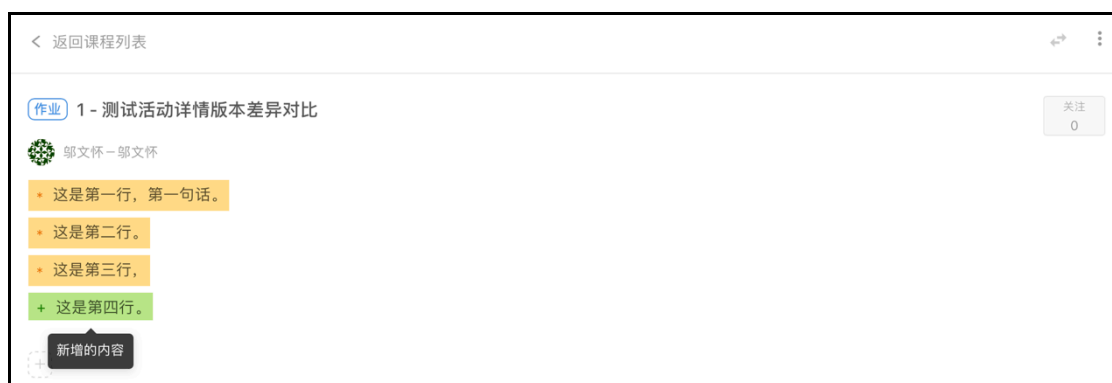 返回课程列表
作业 1 - 测试活动详情版本差异对比
关注
0
邬文怀－邬文怀
* 这是第一行，第一句话。
* 这是第二行。
* 这是第三行，
+ 这是第四行。
新增的内容